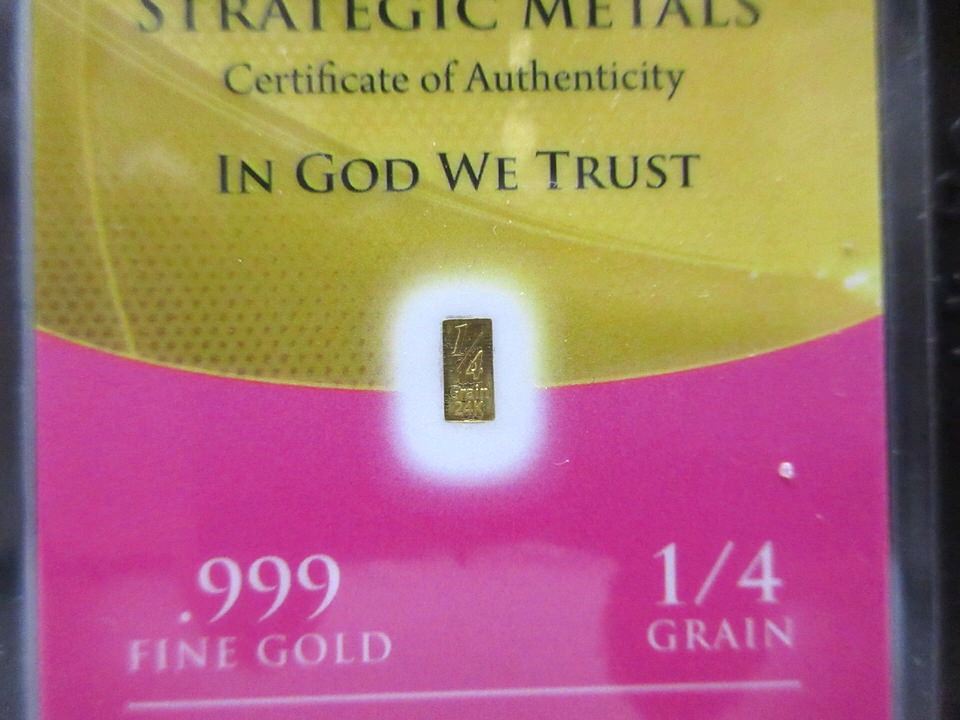 STRATEGIC METALS
Certificate of Authenticity
IN GOD WE TRUST
1/4
Grain
24K
.999
FINE GOLD
1/4
GRAIN